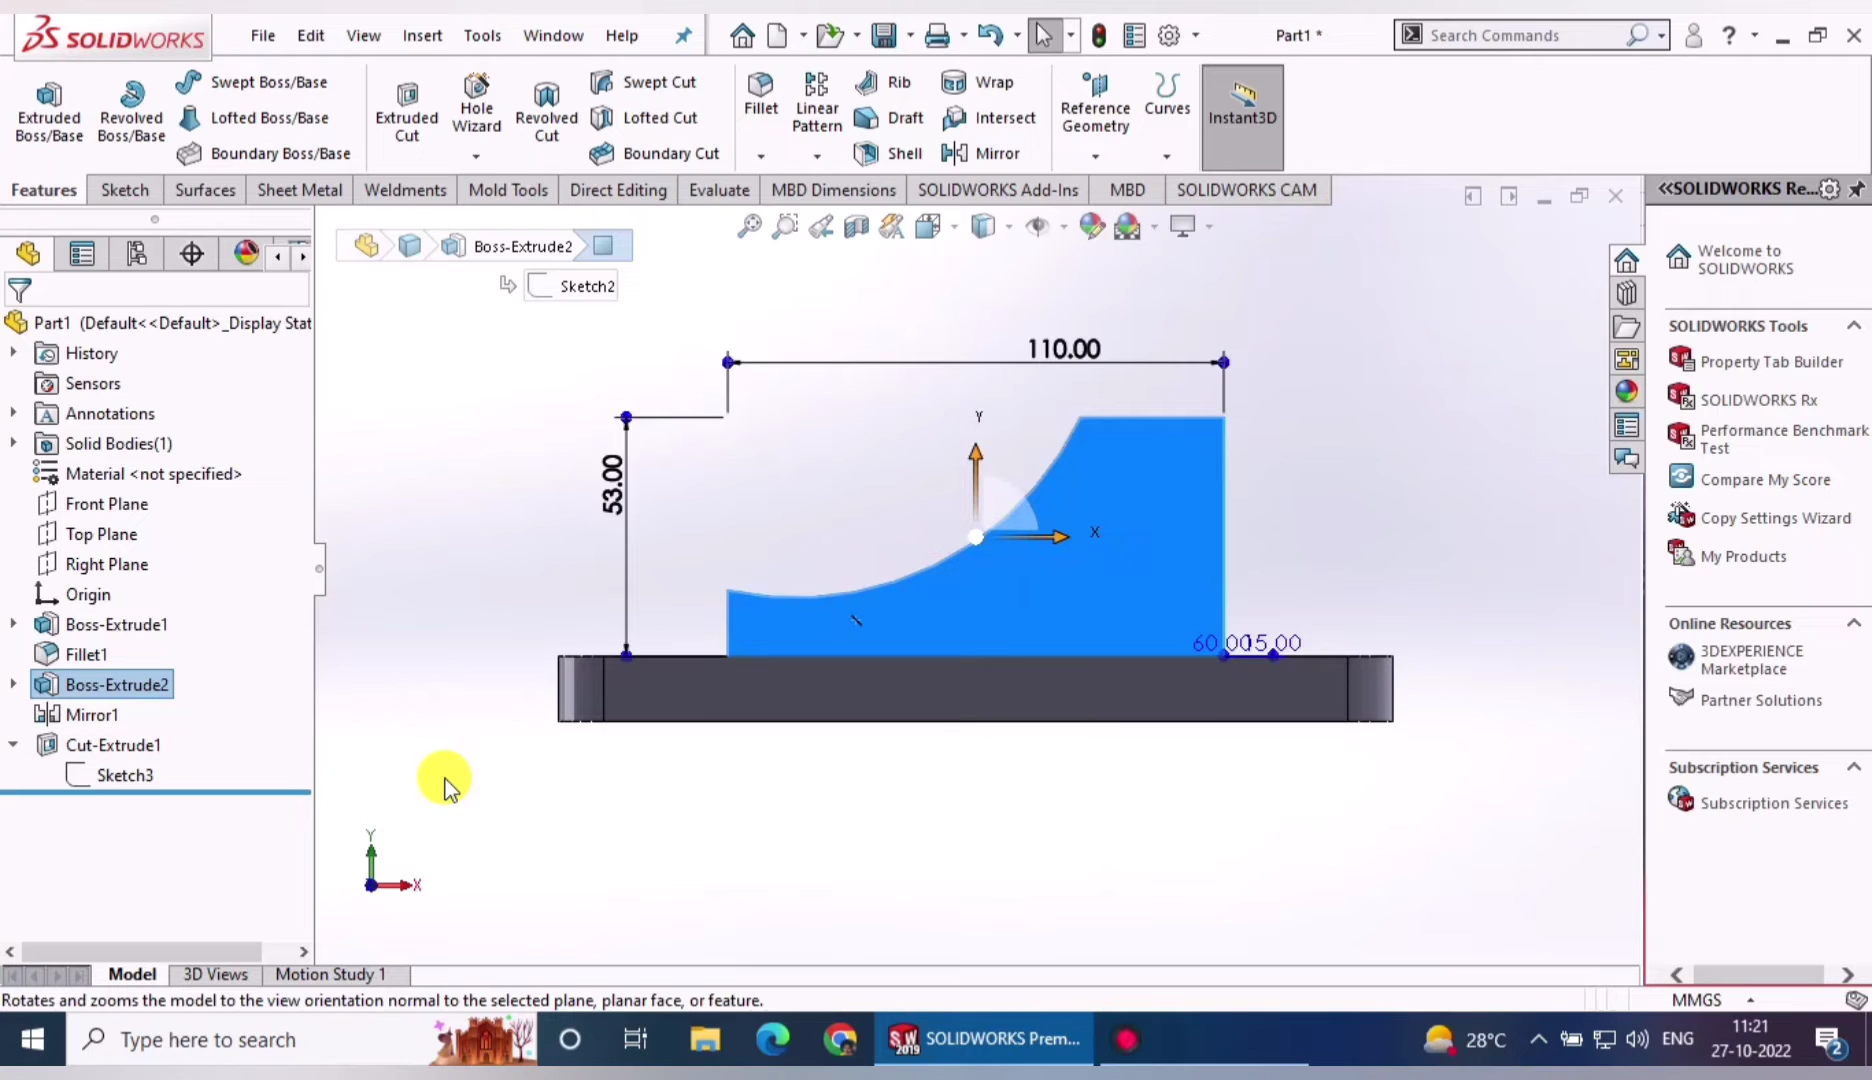 SOLIDWORKS
File Edit View Insert Tools Window Help
Part1 *
Search Commands
Extruded Boss/Base
Revolved Boss/Base
Swept Boss/Base
Lofted Boss/Base
Boundary Boss/Base
Extruded Cut
Hole Wizard
Revolved Cut
Swept Cut
Lofted Cut
Boundary Cut
Fillet
Linear Pattern
Rib
Draft
Shell
Wrap
Intersect
Mirror
Reference Geometry
Curves
Instant3D
Features Sketch Surfaces Sheet Metal Weldments Mold Tools Direct Editing Evaluate MBD Dimensions SOLIDWORKS Add-Ins MBD SOLIDWORKS CAM
Part1 (Default<<Default>_Display Stat
History
Sensors
Annotations
Solid Bodies(1)
Material <not specified>
Front Plane
Top Plane
Right Plane
Origin
Boss-Extrude1
Fillet1
Boss-Extrude2
Mirror1
Cut-Extrude1
Sketch3
Boss-Extrude2
Sketch2
110.00
53.00
Y
X
60.00
15.00
Y
X
SOLIDWORKS Re...
Welcome to
SOLIDWORKS
SOLIDWORKS Tools
Property Tab Builder
SOLIDWORKS Rx
Performance Benchmark
Test
Compare My Score
Copy Settings Wizard
My Products
Online Resources
3DEXPERIENCE
Marketplace
Partner Solutions
Subscription Services
Subscription Services
Model 3D Views Motion Study 1
Rotates and zooms the model to the view orientation normal to the selected plane, planar face, or feature.
MMGS
Type here to search
SW
2019
SOLIDWORKS Prem...
28°C
ENG
11:21
27-10-2022
2